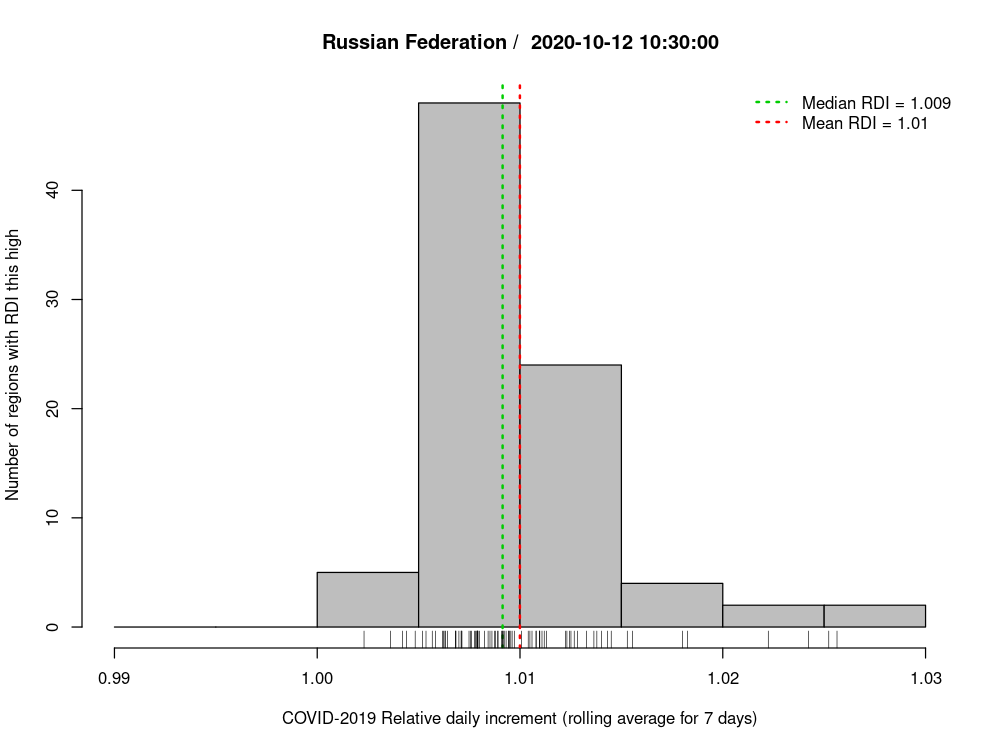 Russian Federation /  2020-10-12 10:30:00
Median RDI = 1.009
Mean RDI = 1.01
Number of regions with RDI this high
40
30
20
10
0
0.99 1.00 1.01 1.02 1.03
COVID-2019 Relative daily increment (rolling average for 7 days)